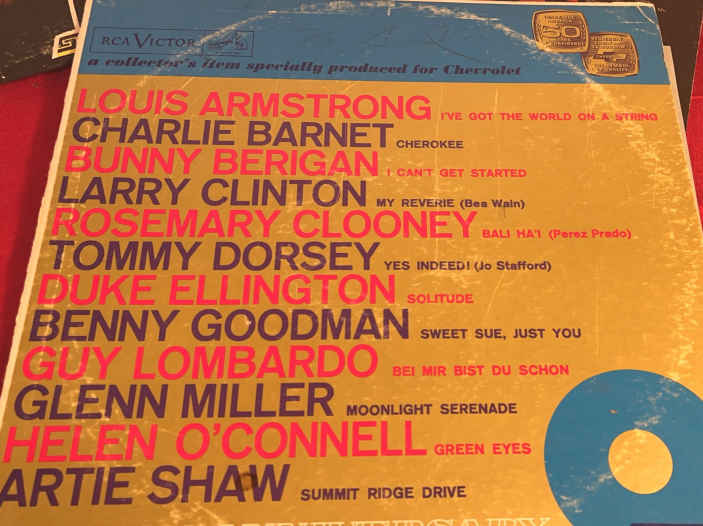 RCA VICTOR
a collector's item specially produced for Chevrolet
50
LOUIS ARMSTRONG I'VE GOT THE WORLD ON A STRING
CHARLIE BARNET CHEROKEE
BUNNY BERIGAN I CAN'T GET STARTED
LARRY CLINTON MY REVERIE (Bea Wain)
ROSEMARY CLOONEY BALI HA'I (Perez Prado)
TOMMY DORSEY YES INDEED! (Jo Stafford)
DUKE ELLINGTON SOLITUDE
BENNY GOODMAN SWEET SUE, JUST YOU
GUY LOMBARDO BEI MIR BIST DU SCHON
GLENN MILLER MOONLIGHT SERENADE
HELEN O'CONNELL GREEN EYES
ARTIE SHAW SUMMIT RIDGE DRIVE